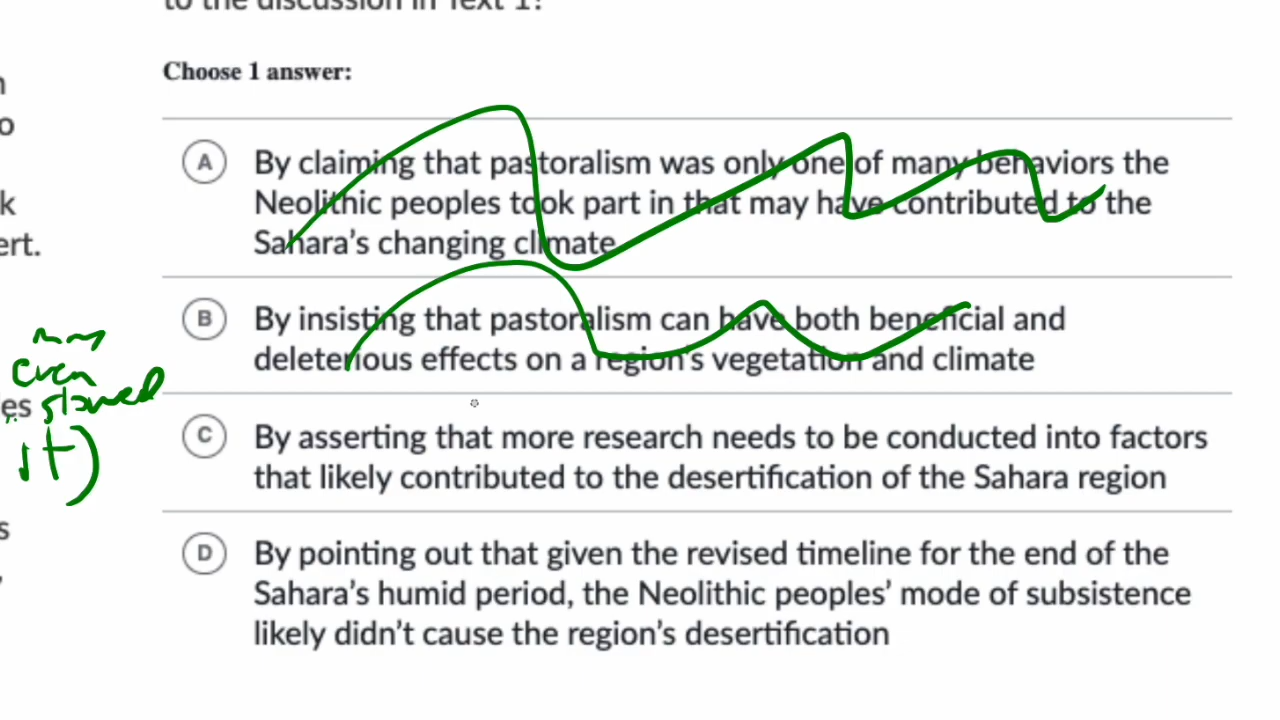 to the discussion in Text 1?
Choose 1 answer:
A
By claiming that pastoralism was only one of many behaviors the
Neolithic peoples took part in that may have contributed to the
Sahara's changing climate
B
By insisting that pastoralism can have both beneficial and
deleterious effects on a region's vegetation and climate
C
By asserting that more research needs to be conducted into factors
that likely contributed to the desertification of the Sahara region
D
By pointing out that given the revised timeline for the end of the
Sahara's humid period, the Neolithic peoples' mode of subsistence
likely didn't cause the region's desertification
o
k
ert.
may
even
es slowed
it)
s